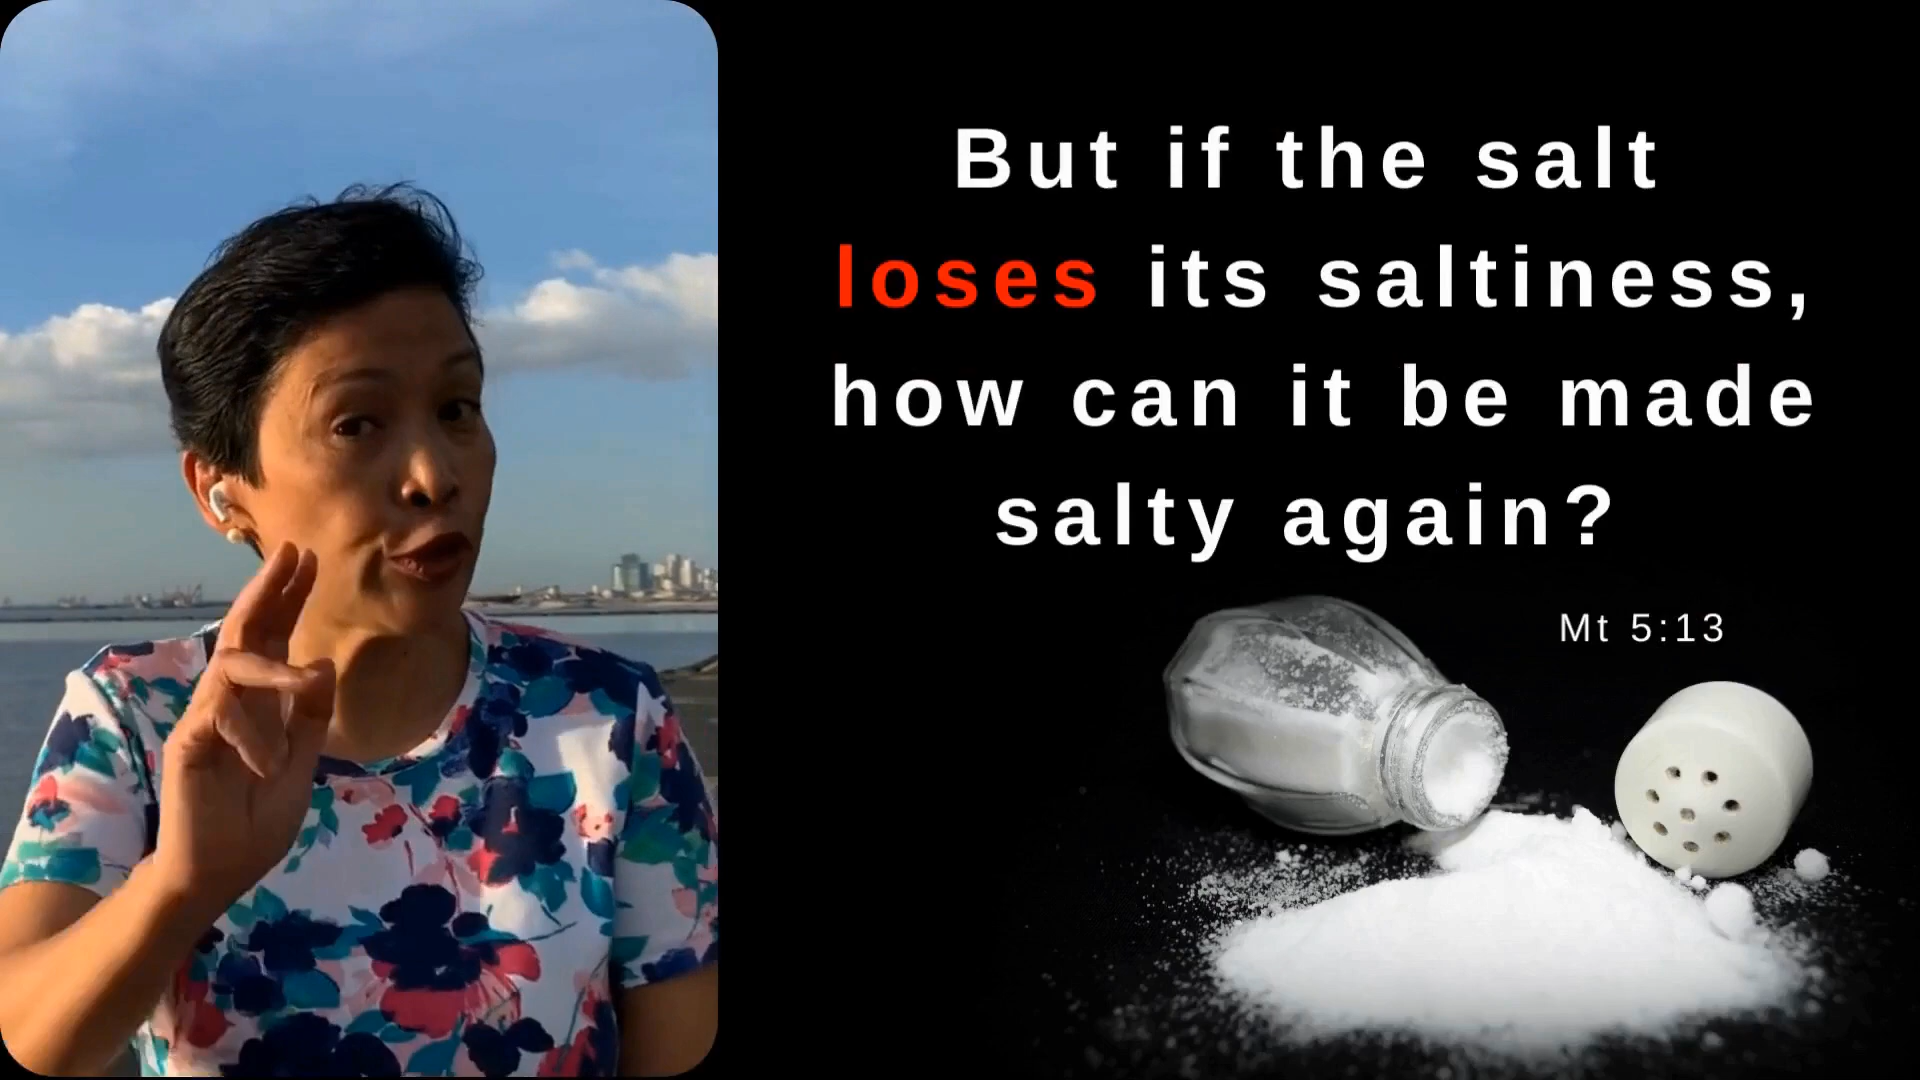 But if the salt
loses its saltiness,
how can it be made
salty again?
Mt 5:13